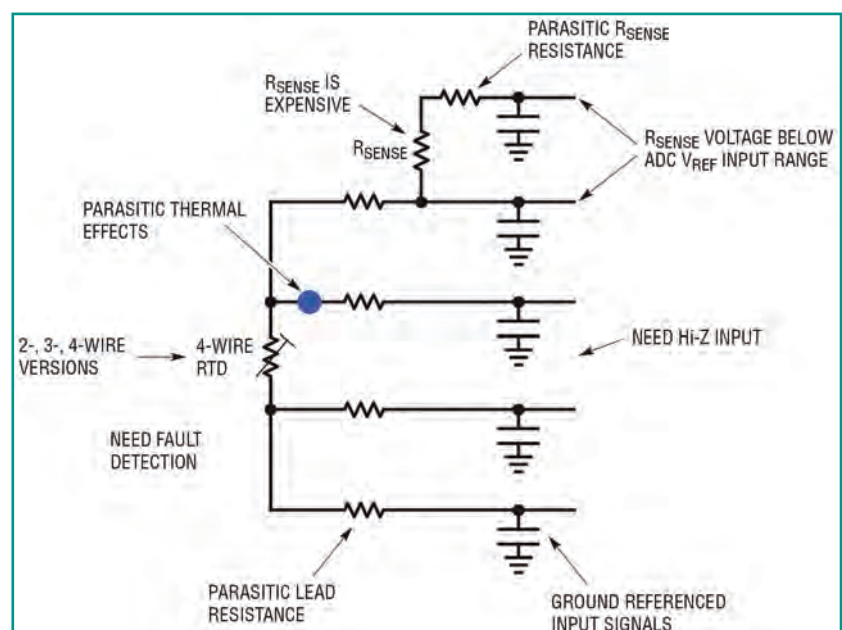 PARASITIC RSENSE
RESISTANCE
RSENSE IS
EXPENSIVE
RSENSE
RSENSE VOLTAGE BELOW
ADC VREF INPUT RANGE
PARASITIC THERMAL
EFFECTS
2-, 3-, 4-WIRE
VERSIONS
4-WIRE
RTD
NEED Hi-Z INPUT
NEED FAULT
DETECTION
PARASITIC LEAD
RESISTANCE
GROUND REFERENCED
INPUT SIGNALS